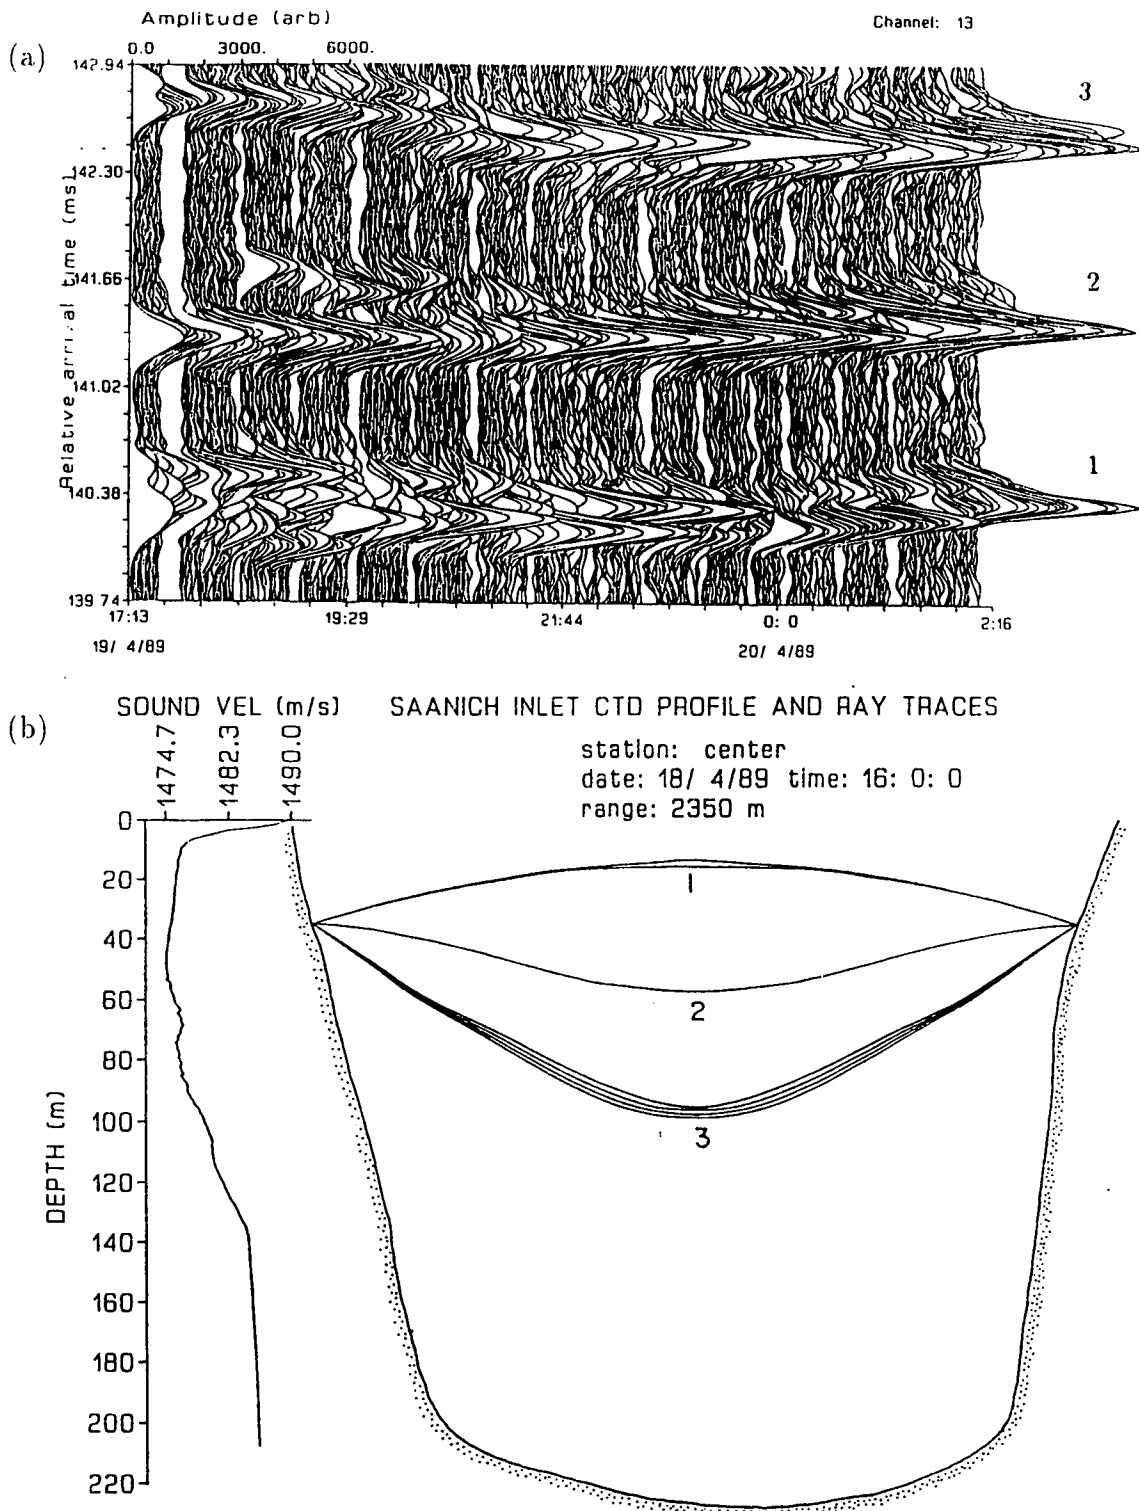 Amplitude (arb)
Channel: 13
(a)
0.0 3000. 6000.
142.94
142.30
141.66
141.02
140.38
139.74
Relative arrival time (ms)
3
2
1
17:13 19:29 21:44 0: 0 2:16
19/ 4/89 20/ 4/89
(b)
SOUND VEL (m/s) SAANICH INLET CTD PROFILE AND RAY TRACES
1474.7
1482.3
1490.0
station: center
date: 18/ 4/89 time: 16: 0: 0
range: 2350 m
0
20
40
60
80
100
120
140
160
180
200
220
DEPTH (m)
1
2
3